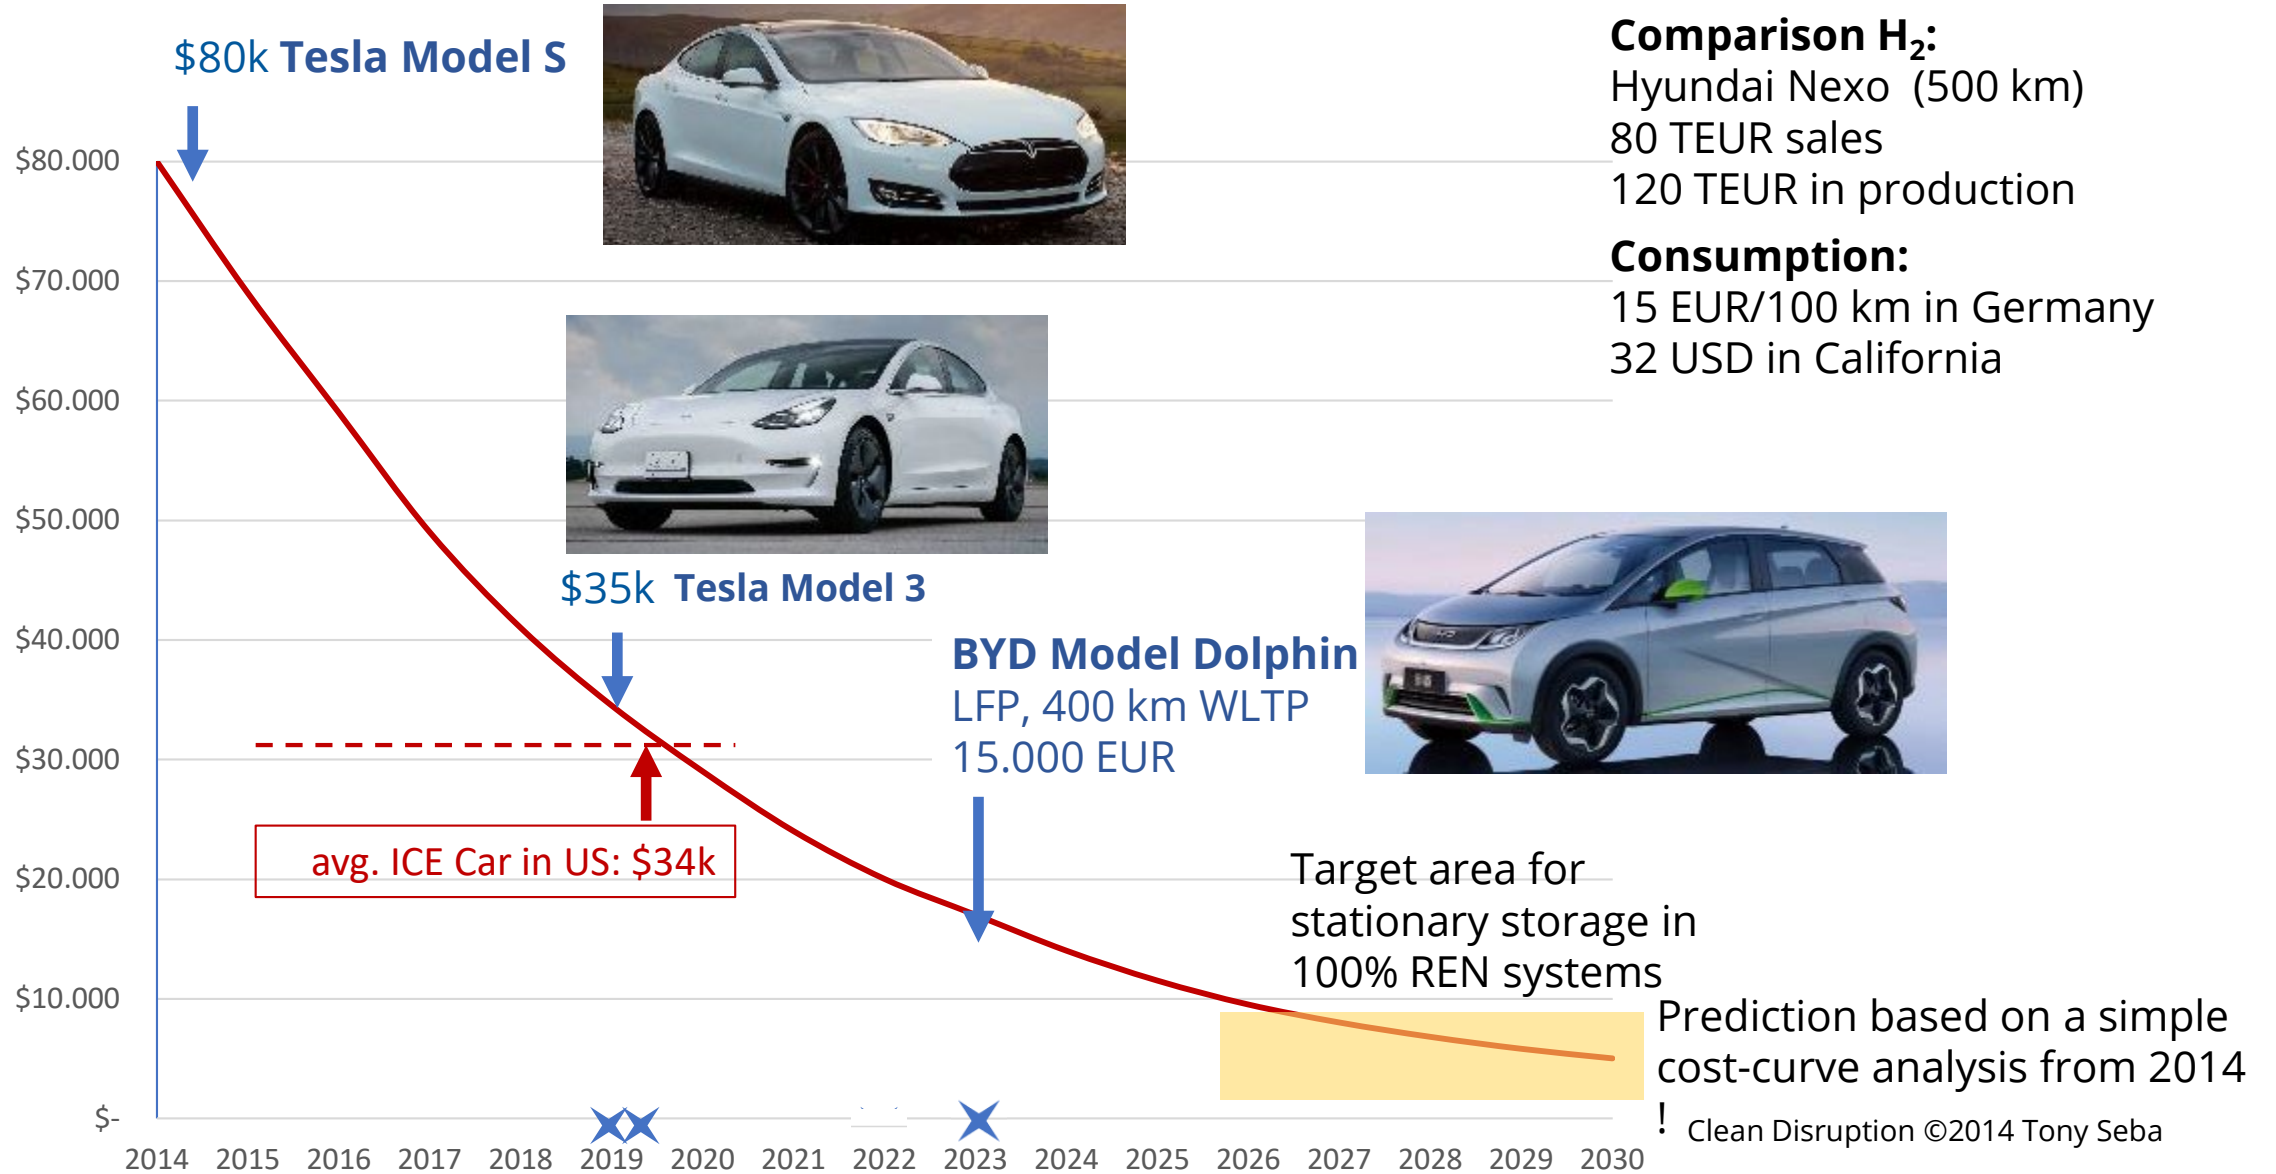 $80k Tesla Model S
Comparison H₂:
Hyundai Nexo (500 km)
80 TEUR sales
120 TEUR in production
Consumption:
15 EUR/100 km in Germany
32 USD in California
$80.000
$70.000
$60.000
$50.000
$40.000
$30.000
$20.000
$10.000
$-
$35k Tesla Model 3
BYD Model Dolphin
LFP, 400 km WLTP
15.000 EUR
avg. ICE Car in US: $34k
Target area for
stationary storage in
100% REN systems
Prediction based on a simple
cost-curve analysis from 2014
!
Clean Disruption ©2014 Tony Seba
2014 2015 2016 2017 2018 2019 2020 2021 2022 2023 2024 2025 2026 2027 2028 2029 2030